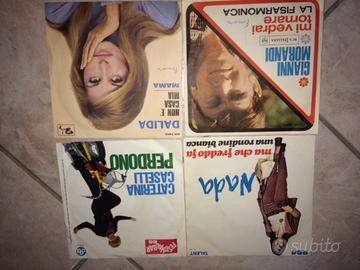 DALIDA
MAMA
NON E'
CASA
MIA
mi vedrai
tornare
LA FISARMONICA
GIANNI
MORANDI
CATERINA
CASELLI
PERDONO
ma che freddo fa
una rondine bianca
Nada
TALENT
RCA
subito